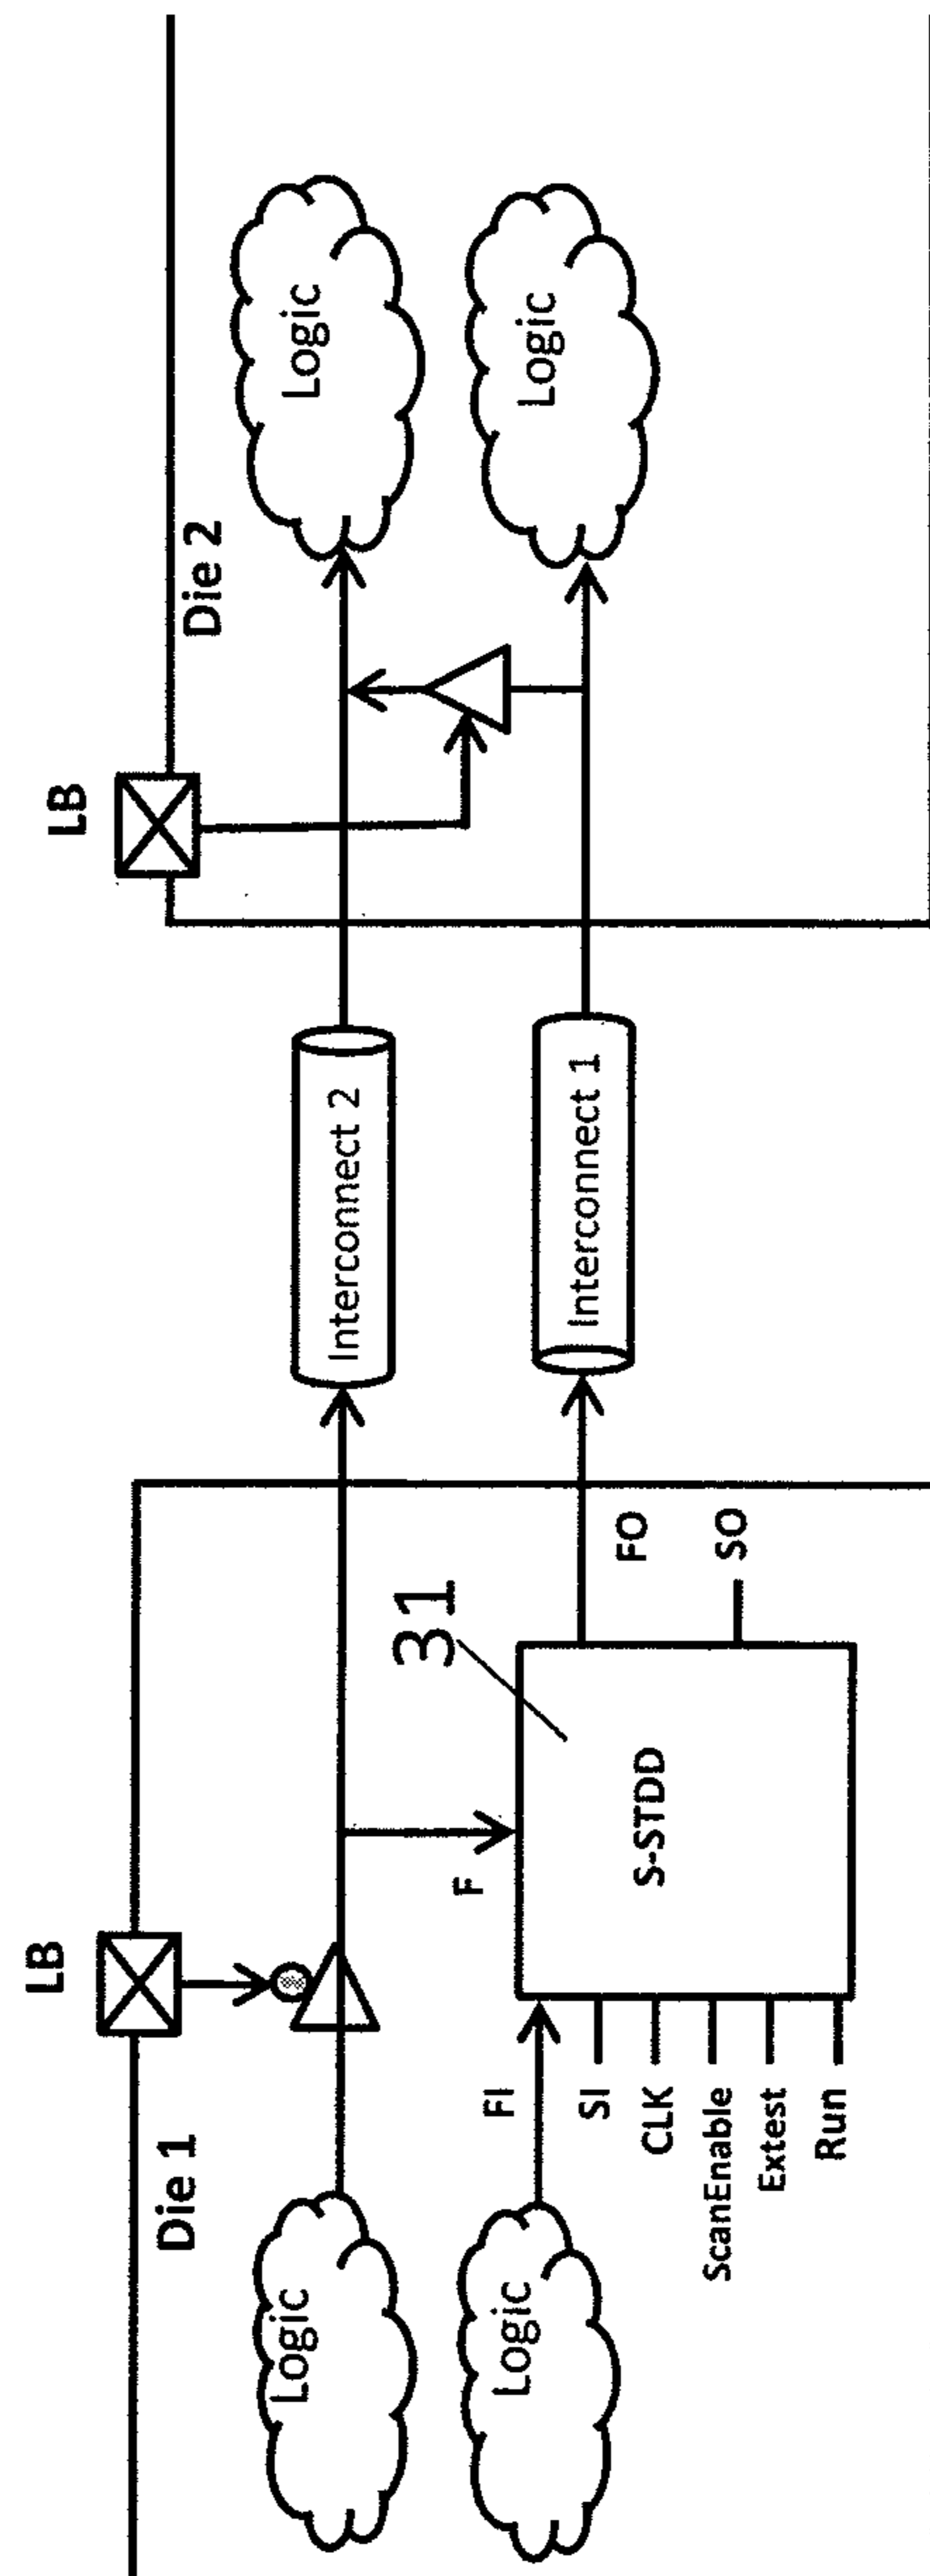 LB
LB
Die 1
Die 2
Logic
Interconnect 2
Logic
Logic
F
31
Interconnect 1
Logic
FI
SI
CLK
ScanEnable
Extest
Run
S-STDD
FO
SO